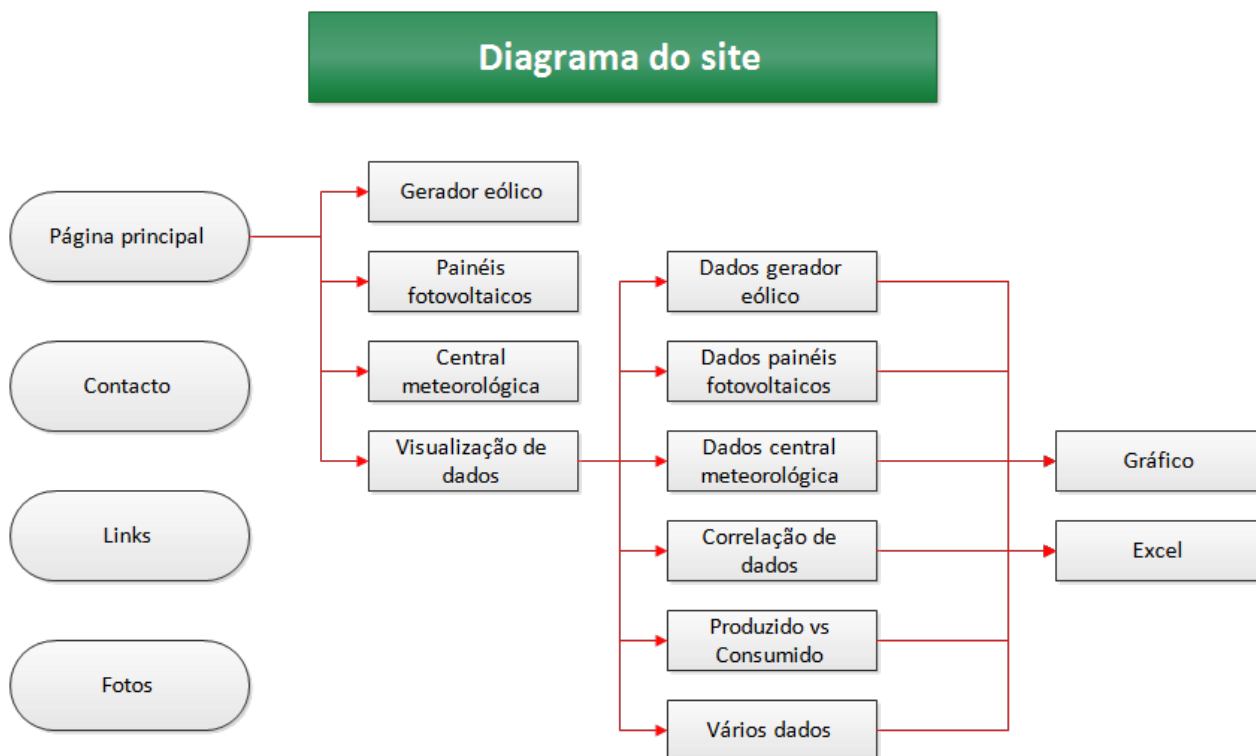 Diagrama do site
Página principal
Contacto
Links
Fotos
Gerador eólico
Painéis
fotovoltaicos
Central
meteorológica
Visualização de
dados
Dados gerador
eólico
Dados painéis
fotovoltaicos
Dados central
meteorológica
Correlação de
dados
Produzido vs
Consumido
Vários dados
Gráfico
Excel